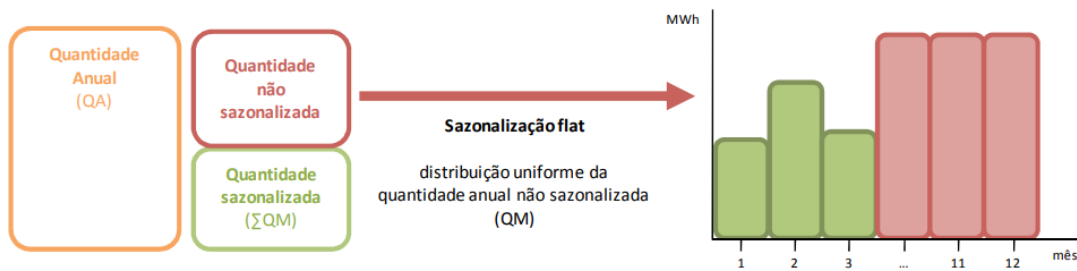 Quantidade
Anual
(QA)
Quantidade
não
sazonalizada
Quantidade
sazonalizada
(∑QM)
Sazonalização flat
distribuição uniforme da
quantidade anual não sazonalizada
(QM)
MWh
1 2 3 ... 11 12 mês